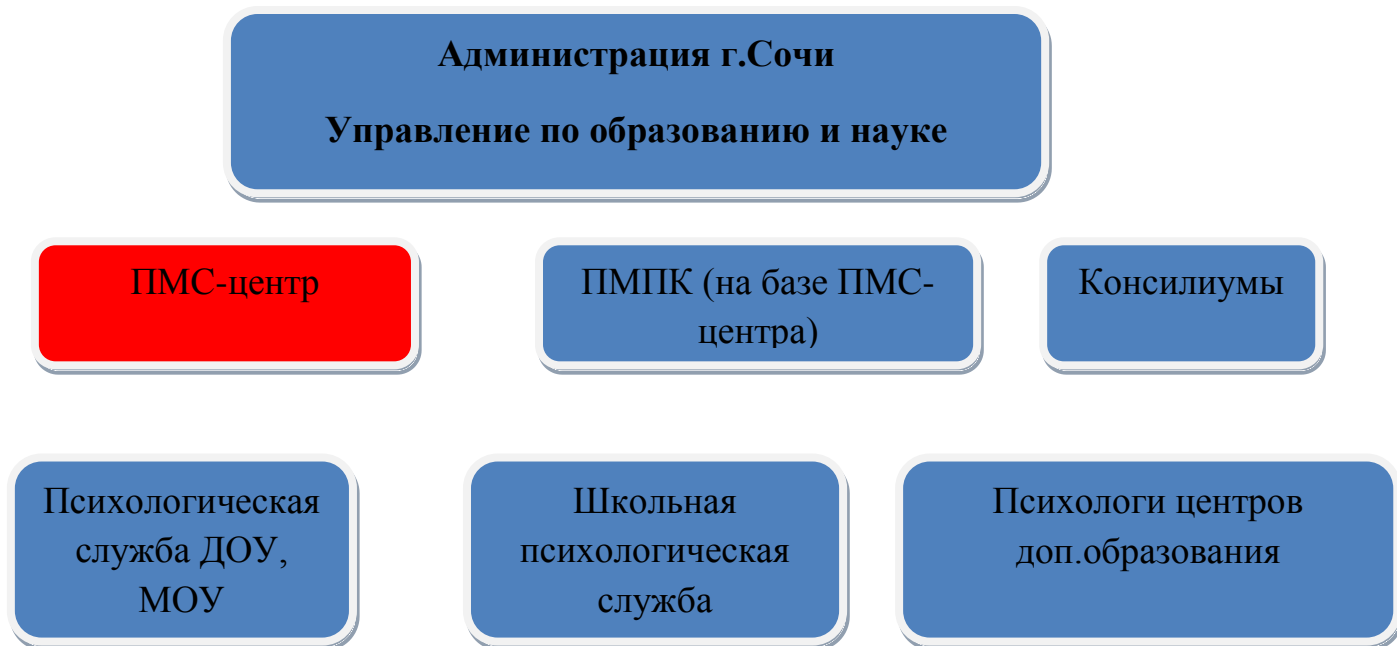 Администрация г.Сочи
Управление по образованию и науке
ПМС-центр
ПМПК (на базе ПМС-
центра)
Консилиумы
Психологическая
служба ДОУ,
МОУ
Школьная
психологическая
служба
Психологи центров
доп.образования